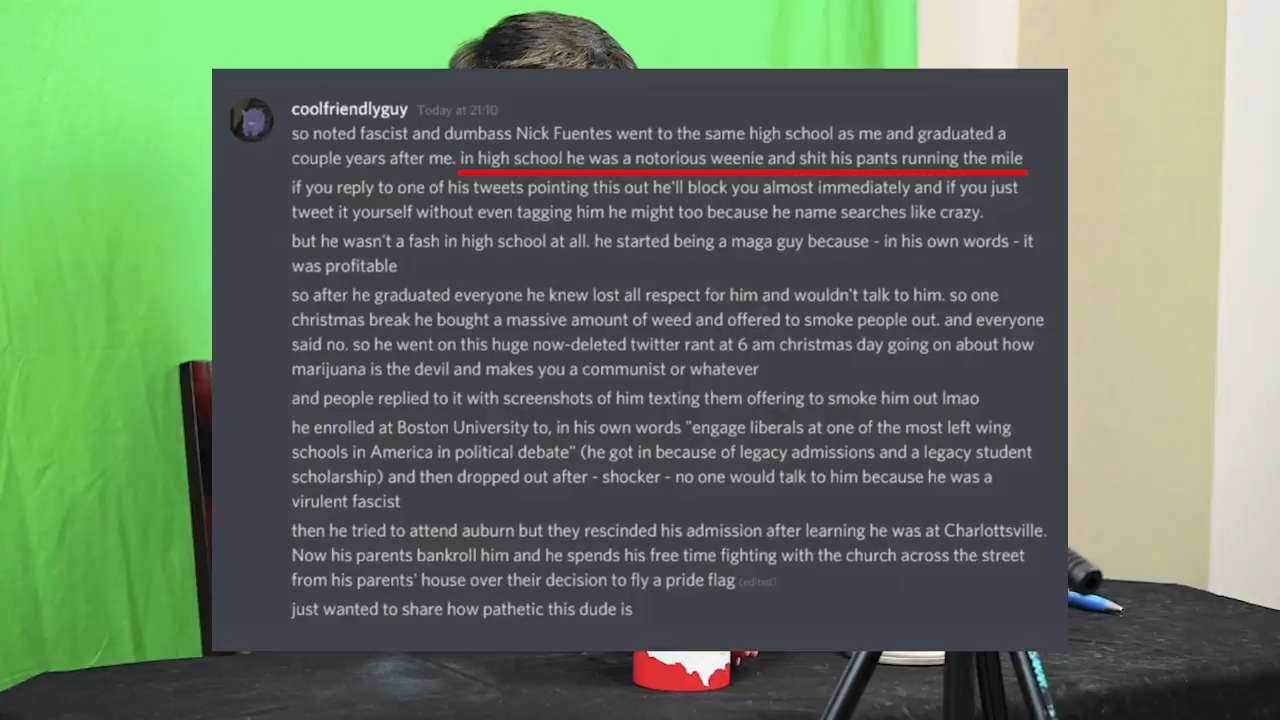 coolfriendlyguy Today at 21:10
so noted fascist and dumbass Nick Fuentes went to the same high school as me and graduated a
couple years after me. in high school he was a notorious weenie and shit his pants running the mile
if you reply to one of his tweets pointing this out he'll block you almost immediately and if you just
tweet it yourself without even tagging him he might too because he name searches like crazy.
but he wasn't a fash in high school at all. he started being a maga guy because - in his own words - it
was profitable
so after he graduated everyone he knew lost all respect for him and wouldn't talk to him. so one
christmas break he bought a massive amount of weed and offered to smoke people out. and everyone
said no. so he went on this huge now-deleted twitter rant at 6 am christmas day going on about how
marijuana is the devil and makes you a communist or whatever
and people replied to it with screenshots of him texting them offering to smoke him out lmao
he enrolled at Boston University to, in his own words "engage liberals at one of the most left wing
schools in America in political debate" (he got in because of legacy admissions and a legacy student
scholarship) and then dropped out after - shocker - no one would talk to him because he was a
virulent fascist
then he tried to attend auburn but they rescinded his admission after learning he was at Charlottsville.
Now his parents bankroll him and he spends his free time fighting with the church across the street
from his parents' house over their decision to fly a pride flag (edited)
just wanted to share how pathetic this dude is